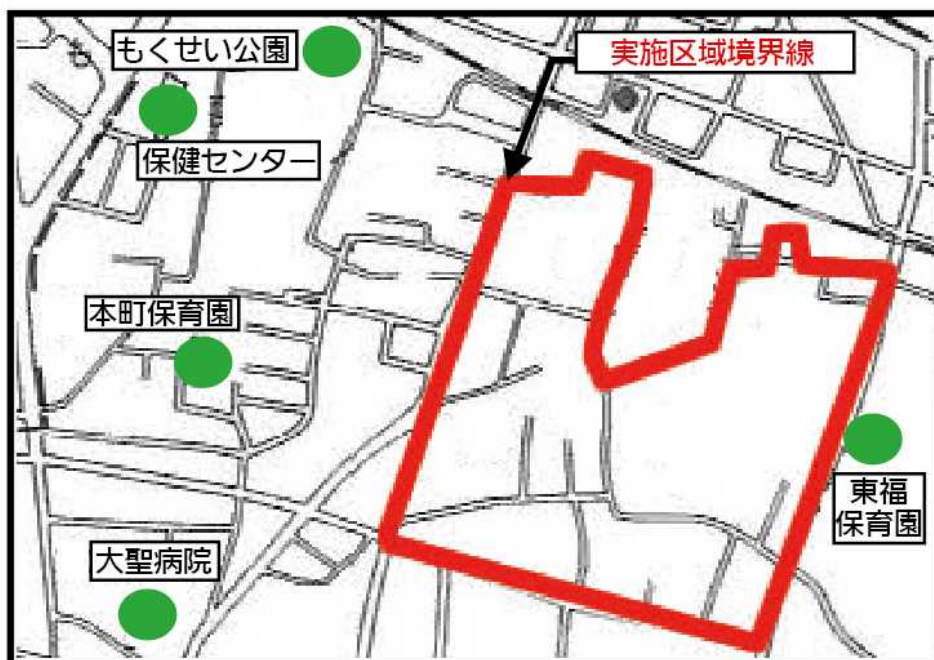 もくせい公園
実施区域境界線
保健センター
本町保育園
東福
保育園
大聖病院